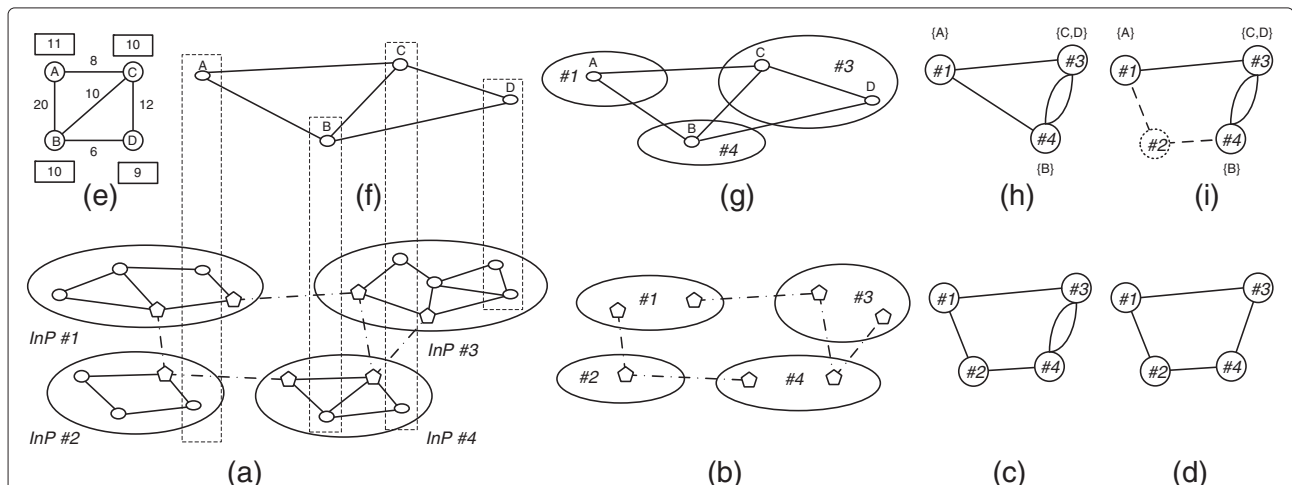 11
10
A
8
C
20
10
12
B
6
D
10
9
(e)
A
C
D
B
(f)
#1
A
C
#3
D
B
#4
(g)
{A}
{C,D}
#1
#3
#4
{B}
(h)
{A}
{C,D}
#1
#3
#2
#4
{B}
(i)
InP #1
InP #3
InP #2
InP #4
(a)
#1
#3
#2
#4
(b)
#1
#3
#2
#4
(c)
#1
#3
#2
#4
(d)